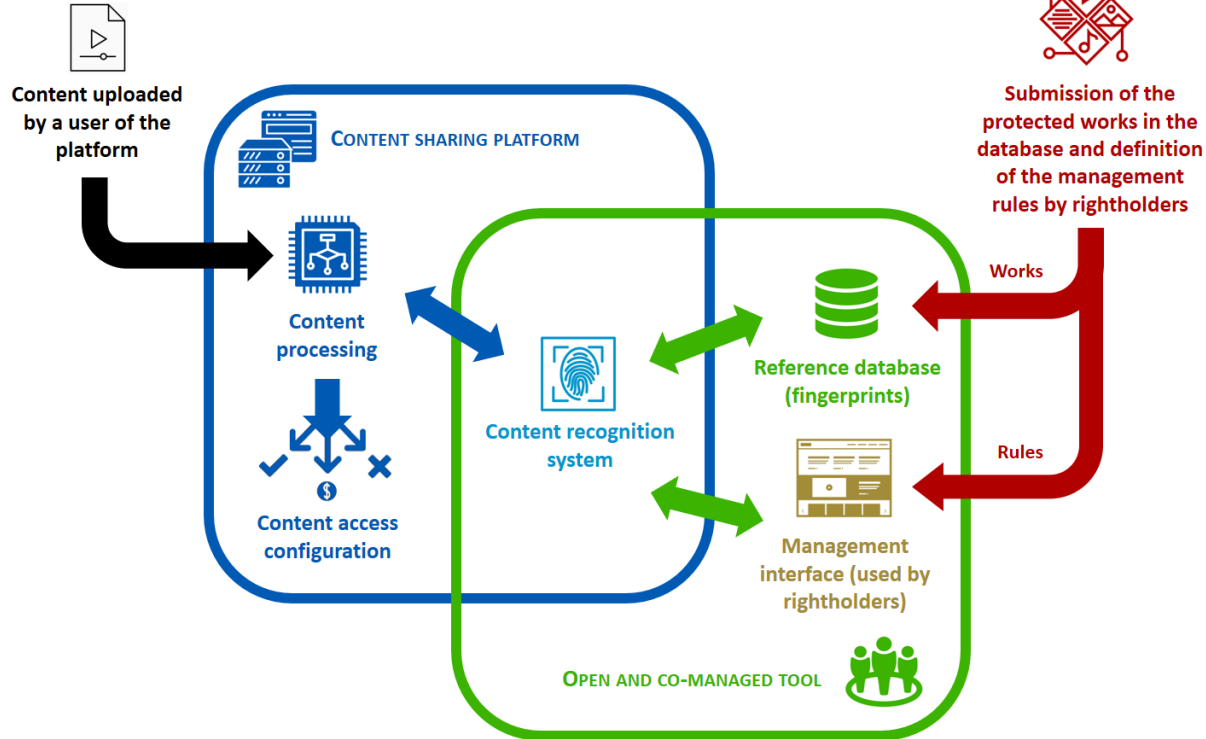 Content uploaded
by a user of the
platform
CONTENT SHARING PLATFORM
Submission of the
protected works in the
database and definition
of the management
rules by rightholders
Works
Content
processing
Reference database
(fingerprints)
Content recognition
system
Rules
$
Content access
configuration
Management
interface (used by
rightholders)
OPEN AND CO-MANAGED TOOL